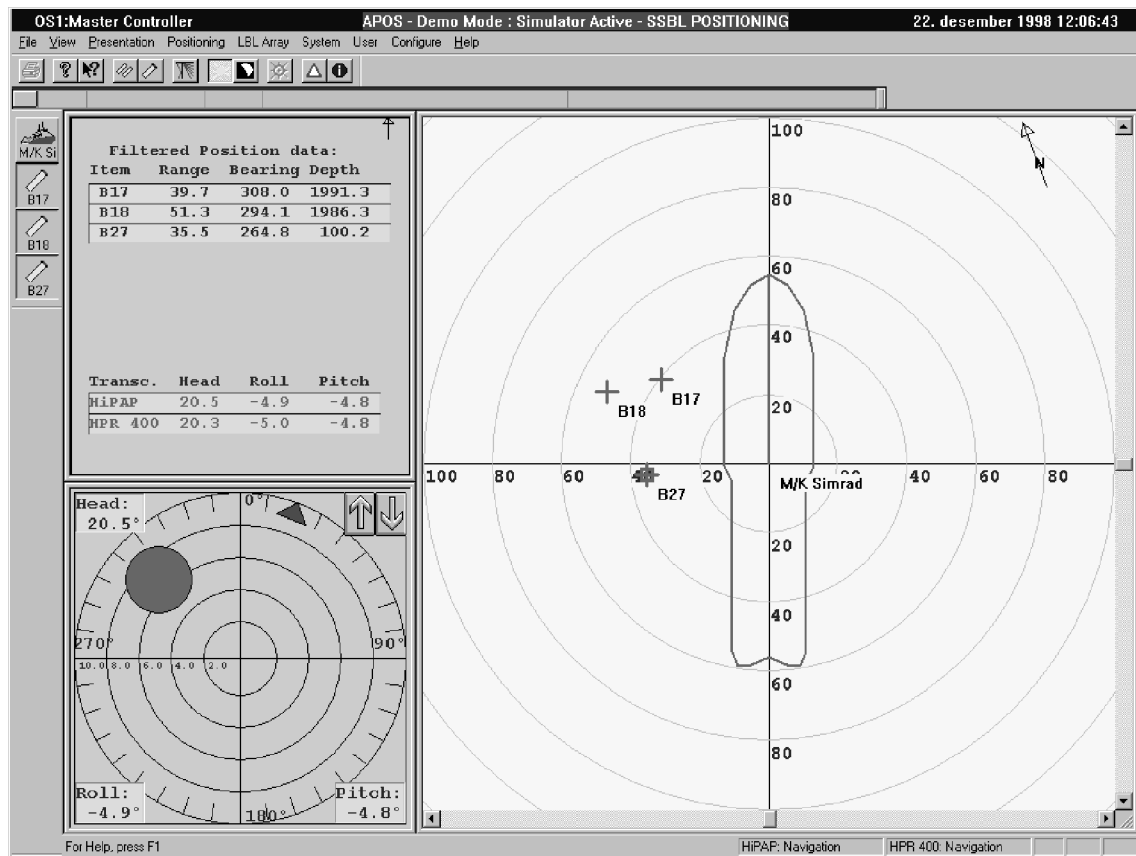 OS1:Master Controller APOS - Demo Mode : Simulator Active - SSBL POSITIONING 22. desember 1998 12:06:43
File View Presentation Positioning LBL Array System User Configure Help
M/K Si
B17
B18
B27
Filtered Position data:
Item Range Bearing Depth
B17 39.7 308.0 1991.3
B18 51.3 294.1 1986.3
B27 35.5 264.8 100.2
Transc. Head Roll Pitch
HiPAP 20.5 -4.9 -4.8
HPR 400 20.3 -5.0 -4.8
Head:
20.5°
0°
270°
90°
10.0 8.0 6.0 4.0 2.0
Roll:
-4.9°
180°
Pitch:
-4.8°
100
N
80
60
40
B17
B18
20
100 80 60 40 20 20 40 60 80
B27
M/K Simrad
20
40
60
80
For Help, press F1 HiPAP: Navigation HPR 400: Navigation